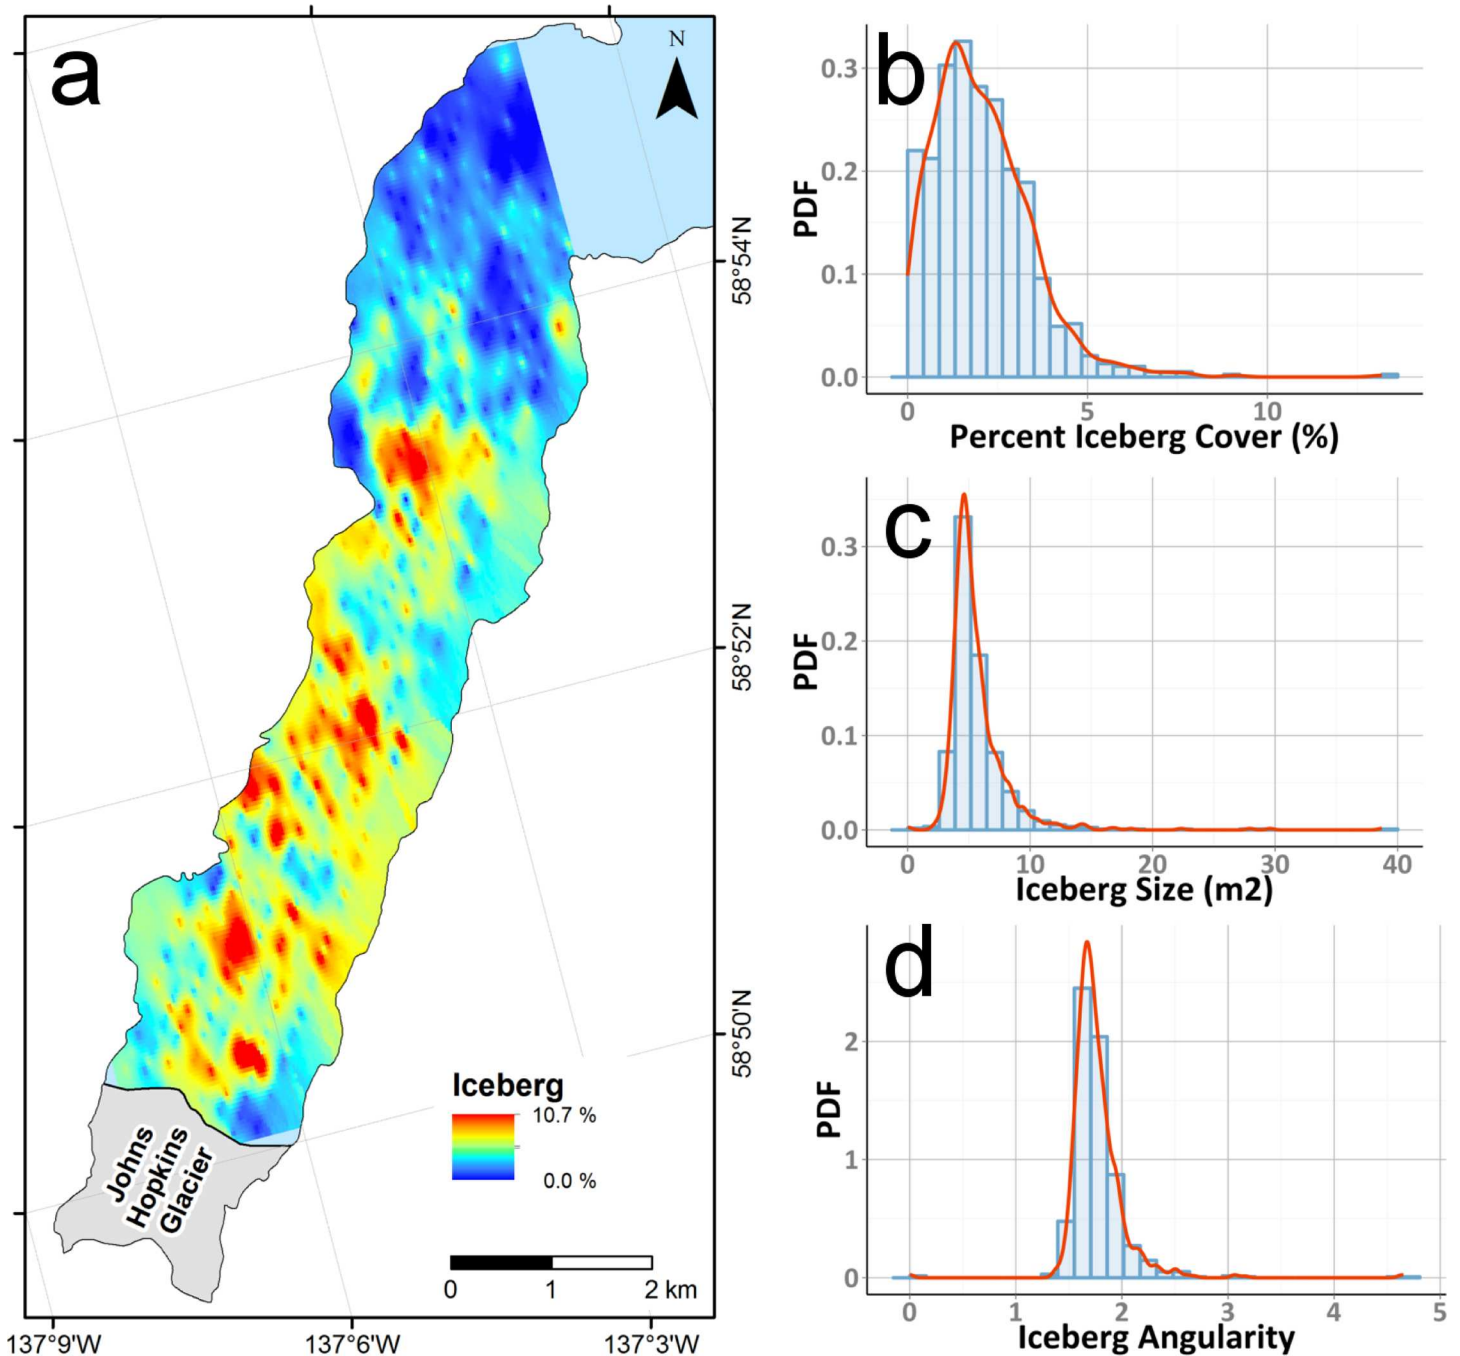 a
N
58°54'N
58°52'N
58°50'N
Iceberg
10.7 %
0.0 %
Johns
Hopkins
Glacier
0 1 2 km
137°9'W 137°6'W 137°3'W
b
PDF
0.3
0.2
0.1
0.0
0 5 10
Percent Iceberg Cover (%)
c
PDF
0.3
0.2
0.1
0.0
0 10 20 30 40
Iceberg Size (m2)
d
PDF
2
1
0
0 1 2 3 4 5
Iceberg Angularity